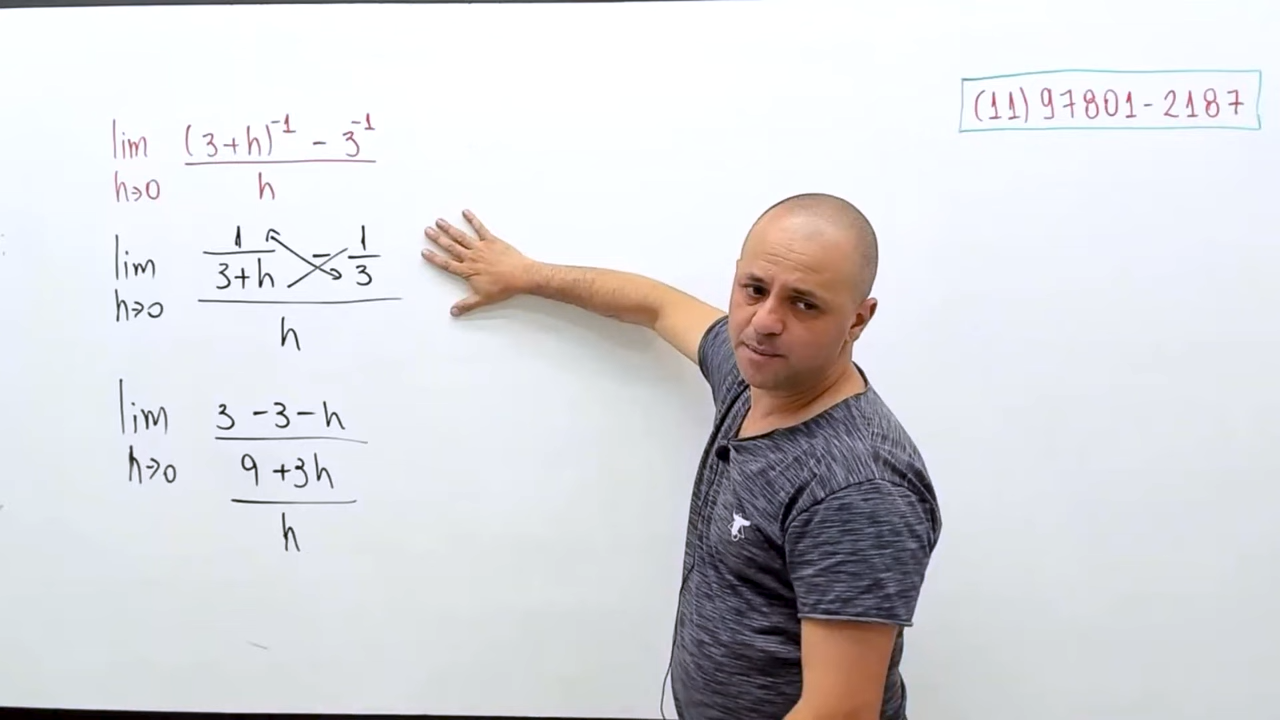 lim (3+h)⁻¹ - 3⁻¹
h→0 h
lim 1 - 1
3+h 3
h→0
h
lim 3 -3-h
h→0 9 +3h
h
(11) 97801-2187